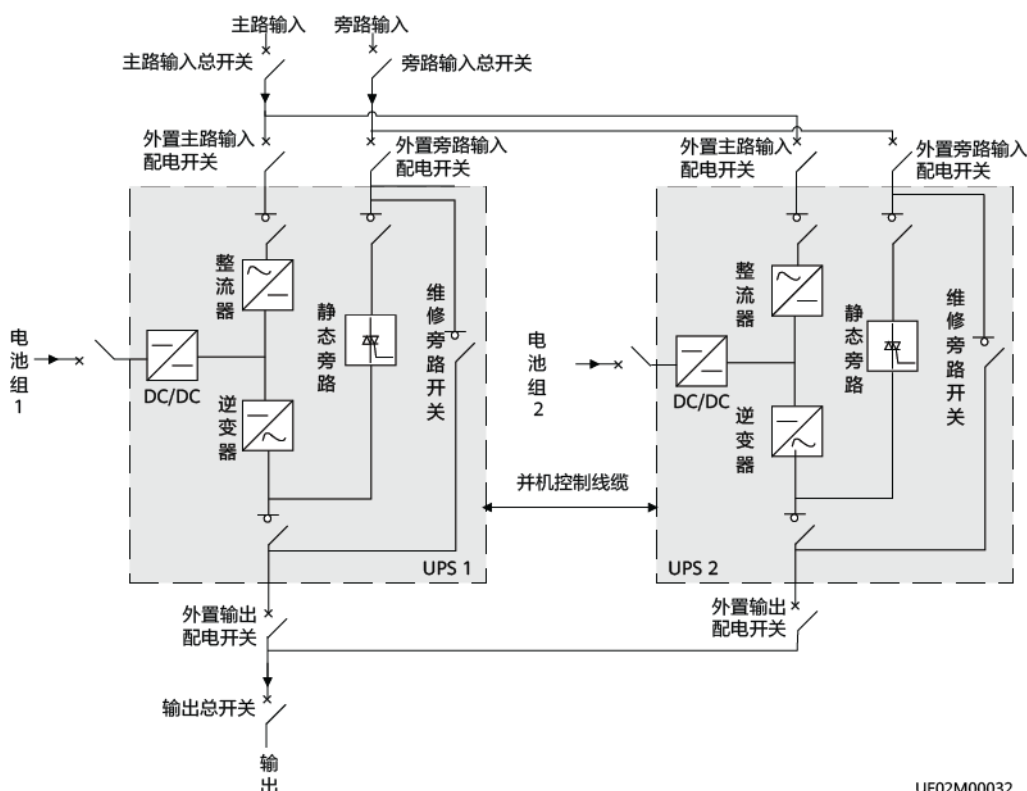 主路输入
旁路输入
主路输入总开关
旁路输入总开关
外置主路输入
配电开关
外置旁路输入
配电开关
外置主路输入
配电开关
外置旁路输入
配电开关
整流器
静态旁路
维修旁路开关
电池组1
DC/DC
逆变器
UPS 1
并机控制线缆
整流器
静态旁路
维修旁路开关
电池组2
DC/DC
逆变器
UPS 2
外置输出
配电开关
外置输出
配电开关
输出总开关
输出
UE02M00032